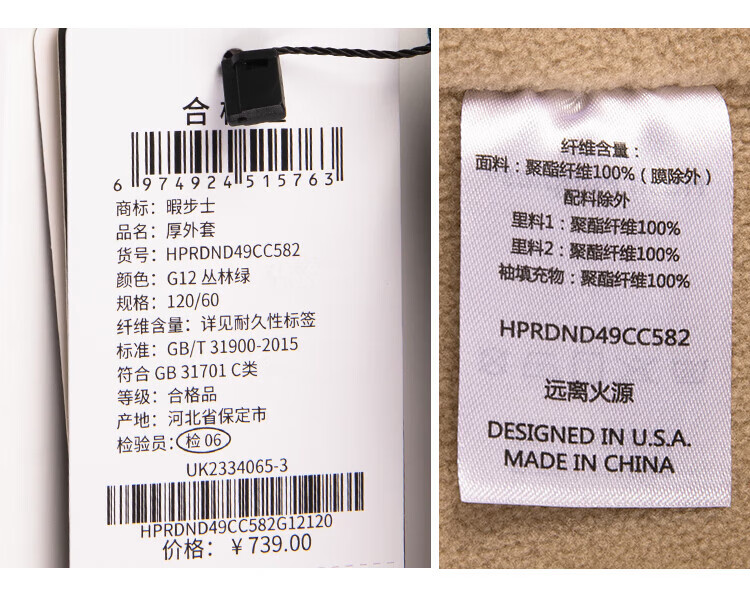 合
6 974924 515763
商标：暇步士
品名：厚外套
货号：HPRDND49CC582
颜色：G12 丛林绿
规格：120/60
纤维含量：详见耐久性标签
标准：GB/T 31900-2015
符合 GB 31701 C类
等级：合格品
产地：河北省保定市
检验员：检 06
UK2334065-3
HPRDND49CC582G12120
价格：￥739.00
纤维含量：
面料：聚酯纤维100%（膜除外）
配料除外
里料1：聚酯纤维100%
里料2：聚酯纤维100%
袖填充物：聚酯纤维100%
HPRDND49CC582
远离火源
DESIGNED IN U.S.A.
MADE IN CHINA